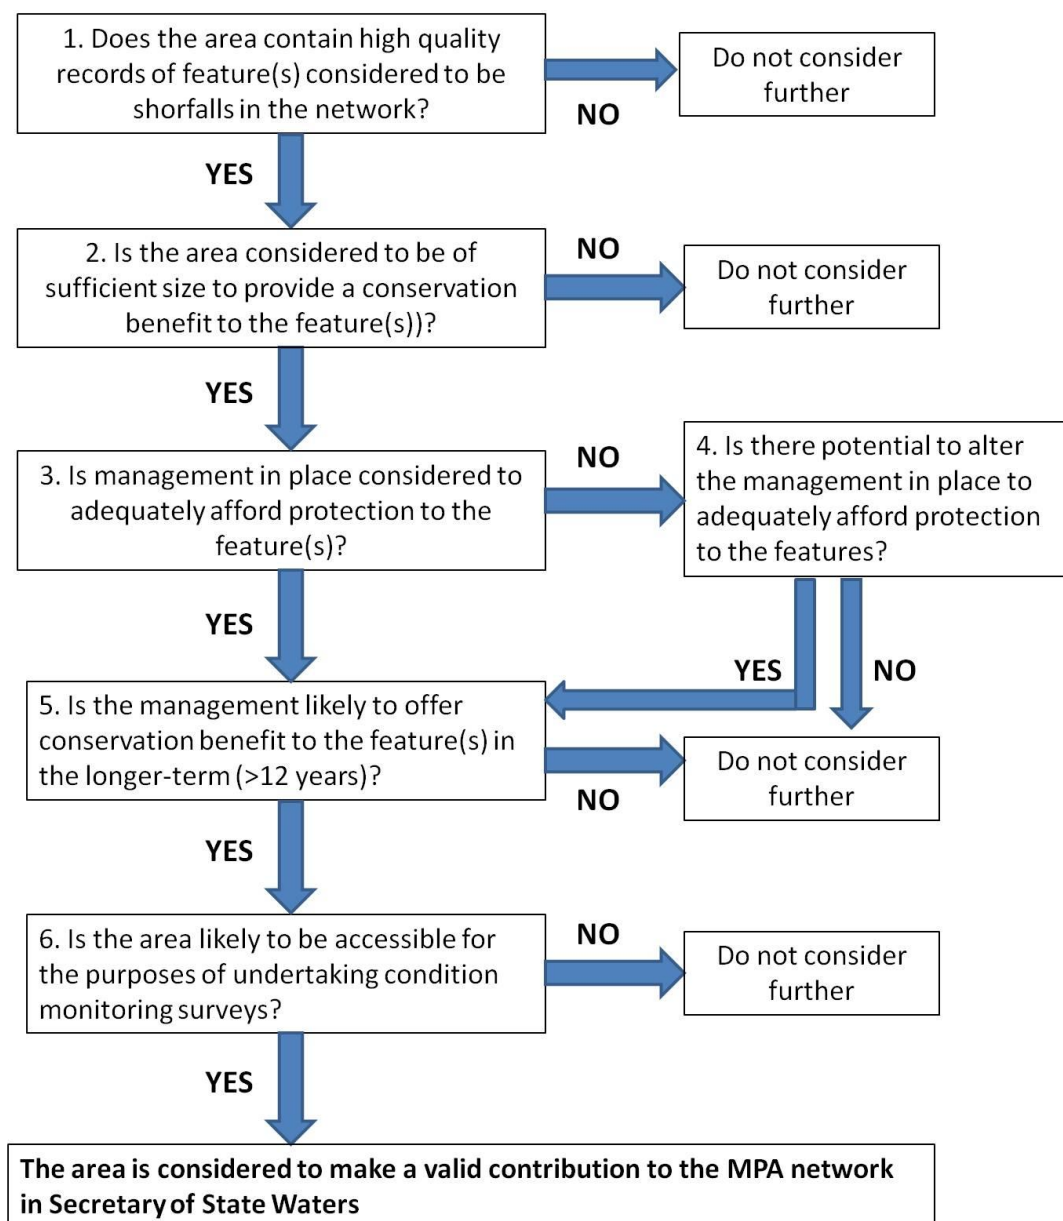 1. Does the area contain high quality
records of feature(s) considered to be
shorfalls in the network?
NO
Do not consider
further
YES
2. Is the area considered to be of
sufficient size to provide a conservation
benefit to the feature(s))?
NO
Do not consider
further
YES
3. Is management in place considered to
adequately afford protection to the
feature(s)?
NO
4. Is there potential to alter
the management in place to
adequately afford protection
to the features?
YES
YES
NO
5. Is the management likely to offer
conservation benefit to the feature(s) in
the longer-term (>12 years)?
NO
Do not consider
further
YES
6. Is the area likely to be accessible for
the purposes of undertaking condition
monitoring surveys?
NO
Do not consider
further
YES
The area is considered to make a valid contribution to the MPA network
in Secretary of State Waters